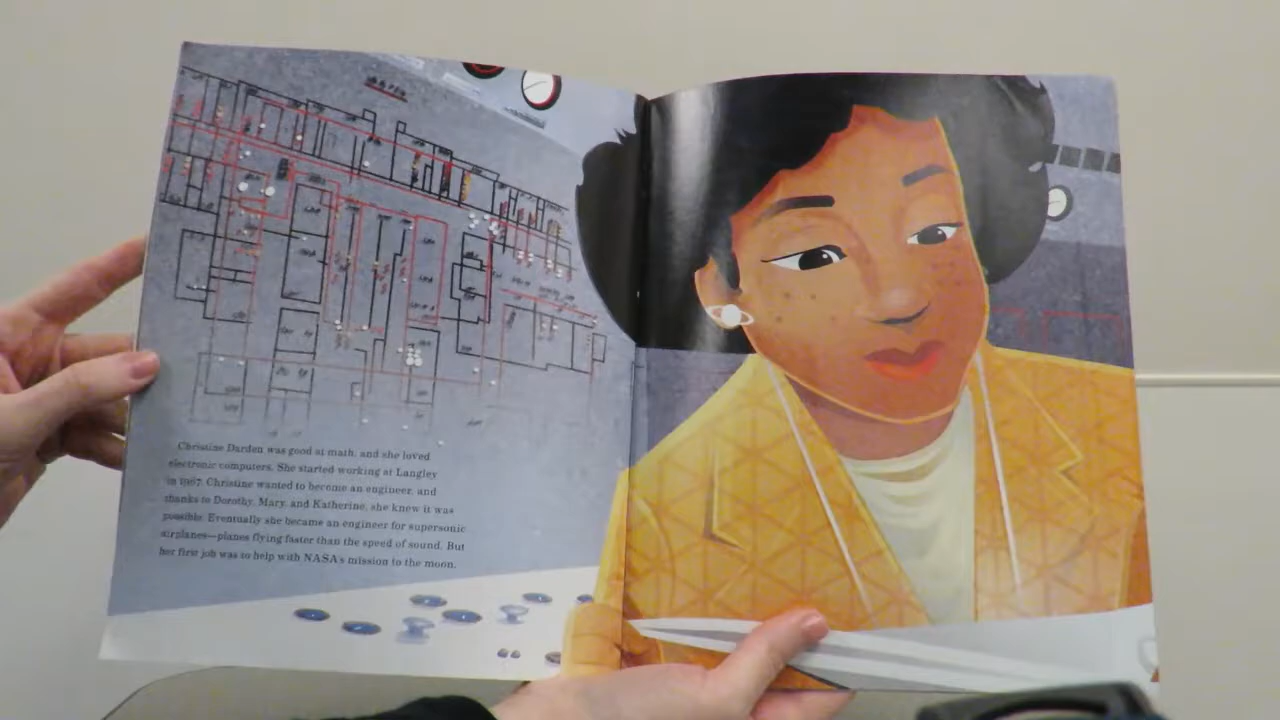 Christine Darden was good at math, and she loved
electronic computers. She started working at Langley
in 1967. Christine wanted to become an engineer, and
thanks to Dorothy, Mary, and Katherine, she knew it was
possible. Eventually she became an engineer for supersonic
airplanes—planes flying faster than the speed of sound. But
her first job was to help with NASA's mission to the moon.